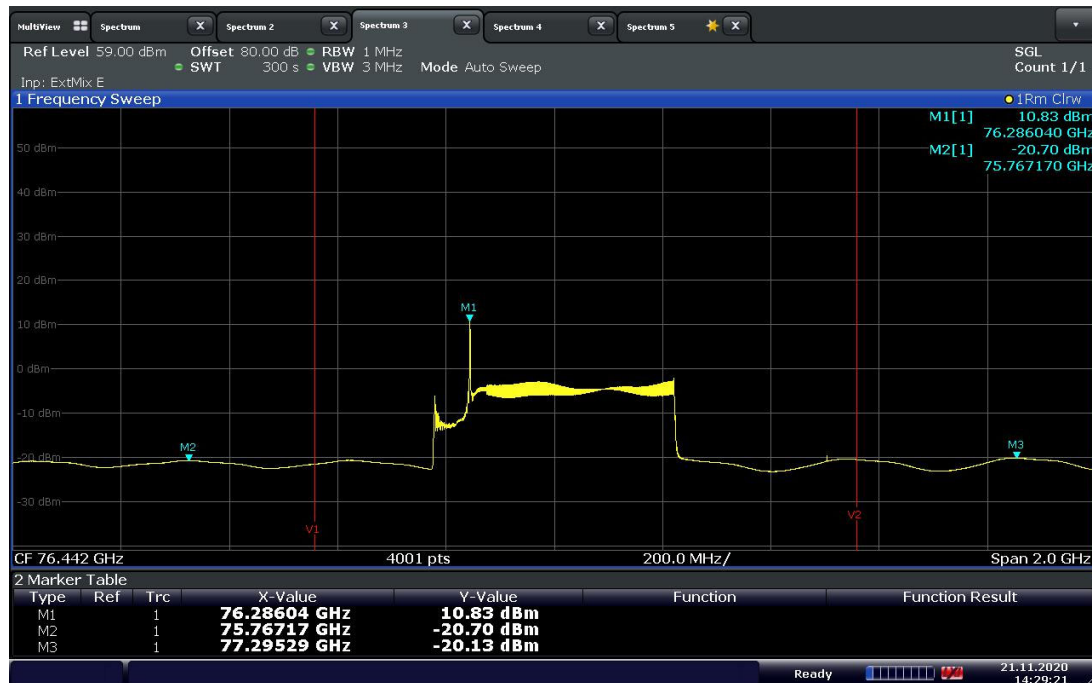 MultiView Spectrum X Spectrum 2 X Spectrum 3 X Spectrum 4 X Spectrum 5 X
Ref Level 59.00 dBm Offset 80.00 dB RBW 1 MHz SGL
SWT 300 s VBW 3 MHz Mode Auto Sweep Count 1/1
Inp: ExtMix E
1 Frequency Sweep 1Rm Clrw
M1[1] 10.83 dBm
76.286040 GHz
M2[1] -20.70 dBm
75.767170 GHz
50 dBm
40 dBm
30 dBm
20 dBm
M1
10 dBm
0 dBm
-10 dBm
M2 M3
-20 dBm
-30 dBm
V1 V2
CF 76.442 GHz 4001 pts 200.0 MHz/ Span 2.0 GHz
2 Marker Table
Type Ref Trc X-Value Y-Value Function Function Result
M1 1 76.28604 GHz 10.83 dBm
M2 1 75.76717 GHz -20.70 dBm
M3 1 77.29529 GHz -20.13 dBm
Ready 21.11.2020
14:29:21